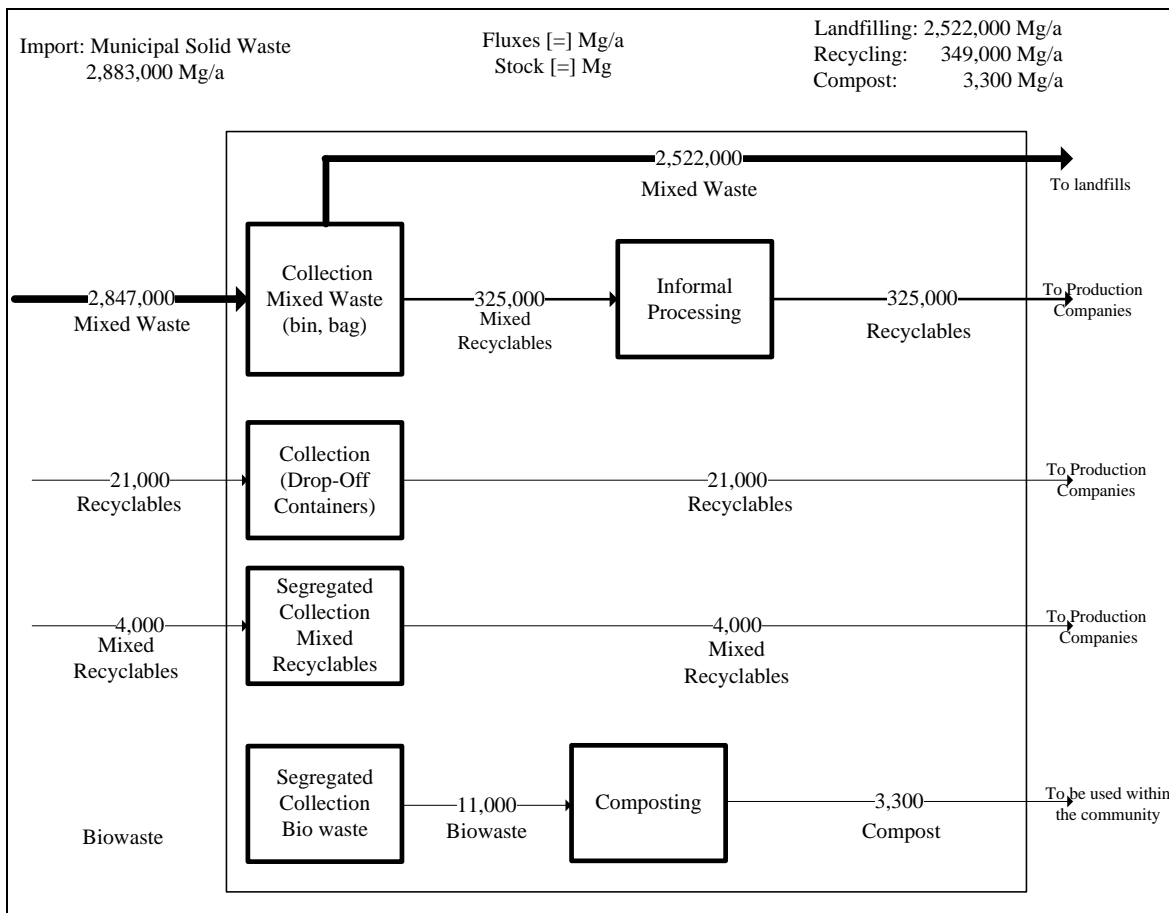 Import: Municipal Solid Waste
2,883,000 Mg/a
Fluxes [=] Mg/a
Stock [=] Mg
Landfilling: 2,522,000 Mg/a
Recycling: 349,000 Mg/a
Compost: 3,300 Mg/a
2,522,000
Mixed Waste
To landfills
2,847,000
Mixed Waste
Collection
Mixed Waste
(bin, bag)
325,000
Mixed
Recyclables
Informal
Processing
325,000
Recyclables
To Production
Companies
21,000
Recyclables
Collection
(Drop-Off
Containers)
21,000
Recyclables
To Production
Companies
4,000
Mixed
Recyclables
Segregated
Collection
Mixed
Recyclables
4,000
Mixed
Recyclables
To Production
Companies
Biowaste
Segregated
Collection
Bio waste
11,000
Biowaste
Composting
3,300
Compost
To be used within
the community